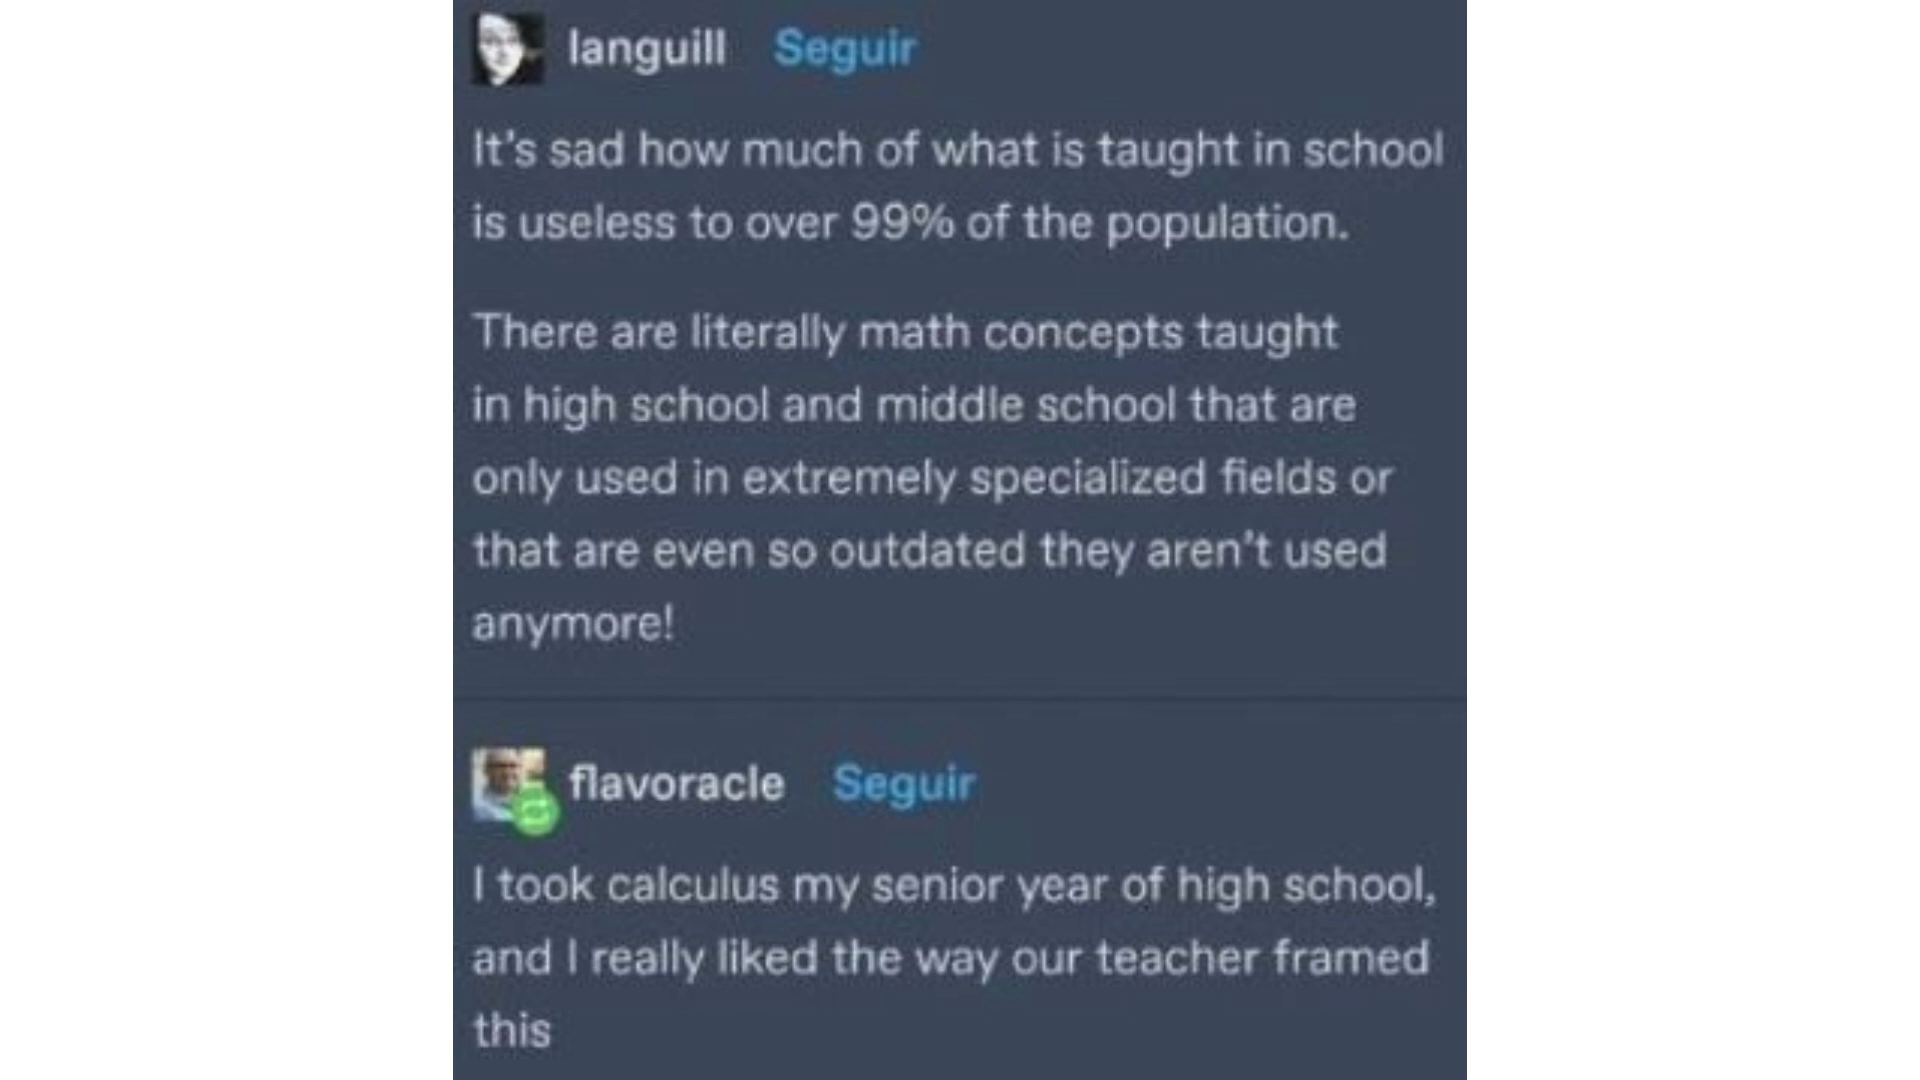 languill Seguir
It's sad how much of what is taught in school
is useless to over 99% of the population.
There are literally math concepts taught
in high school and middle school that are
only used in extremely specialized fields or
that are even so outdated they aren't used
anymore!
flavoracle Seguir
I took calculus my senior year of high school,
and I really liked the way our teacher framed
this